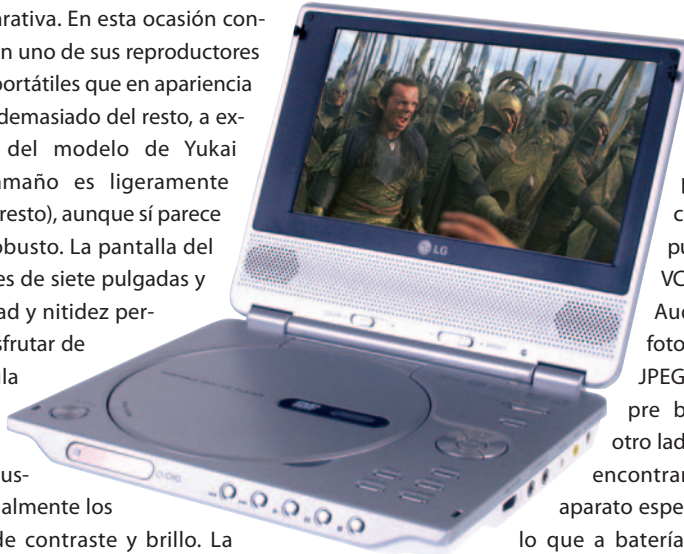 arativa. En esta ocasión con-
n uno de sus reproductores
portátiles que en apariencia
demasiado del resto, a ex-
del modelo de Yukai
amaño es ligeramente
resto), aunque sí parece
obusto. La pantalla del
es de siete pulgadas y
ad y nitidez per-
sfrutar de
ula
us-
almente los
de contraste y brillo. La
LG
c
pu
VC
Aud
foto
JPEG
pre b
otro lad
encontrar
aparato espe
lo que a batería